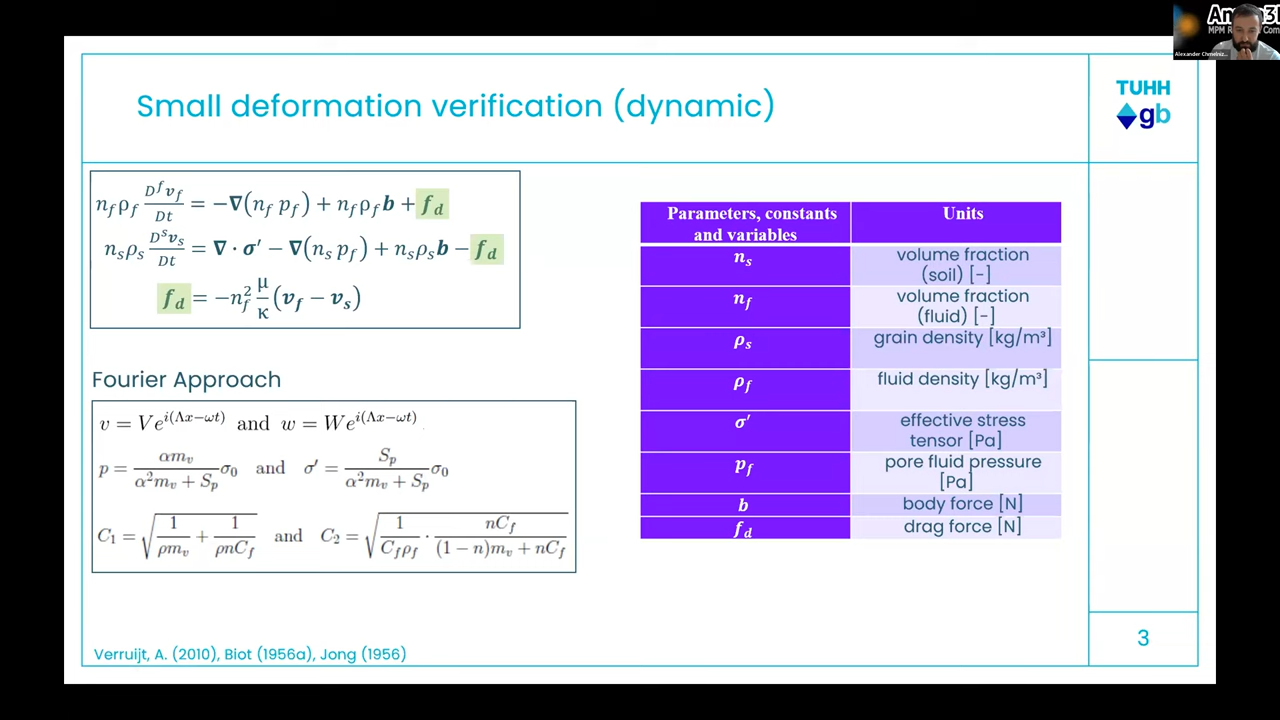 Small deformation verification (dynamic)
TUHH
gb
n_f ρ_f D^f v_f / Dt = −∇(n_f p_f) + n_f ρ_f b + f_d
n_s ρ_s D^s v_s / Dt = ∇ · σ′ − ∇(n_s p_f) + n_s ρ_s b − f_d
f_d = −n_f^2 μ/κ (v_f − v_s)
Fourier Approach
v = Ve^{i(Λx−ωt)} and w = We^{i(Λx−ωt)}
p = αm_v / (α²m_v + S_p) σ_0 and σ′ = S_p / (α²m_v + S_p) σ_0
C_1 = √(1/(ρm_v) + 1/(ρnC_f)) and C_2 = √(1/(C_f ρ_f) · nC_f/((1 − n)m_v + nC_f))
Parameters, constants
and variables
Units
n_s
volume fraction
(soil) [-]
n_f
volume fraction
(fluid) [-]
ρ_s
grain density [kg/m³]
ρ_f
fluid density [kg/m³]
σ′
effective stress
tensor [Pa]
p_f
pore fluid pressure
[Pa]
b
body force [N]
f_d
drag force [N]
Verruijt, A. (2010), Biot (1956a), Jong (1956)
3
MPM
Alexander